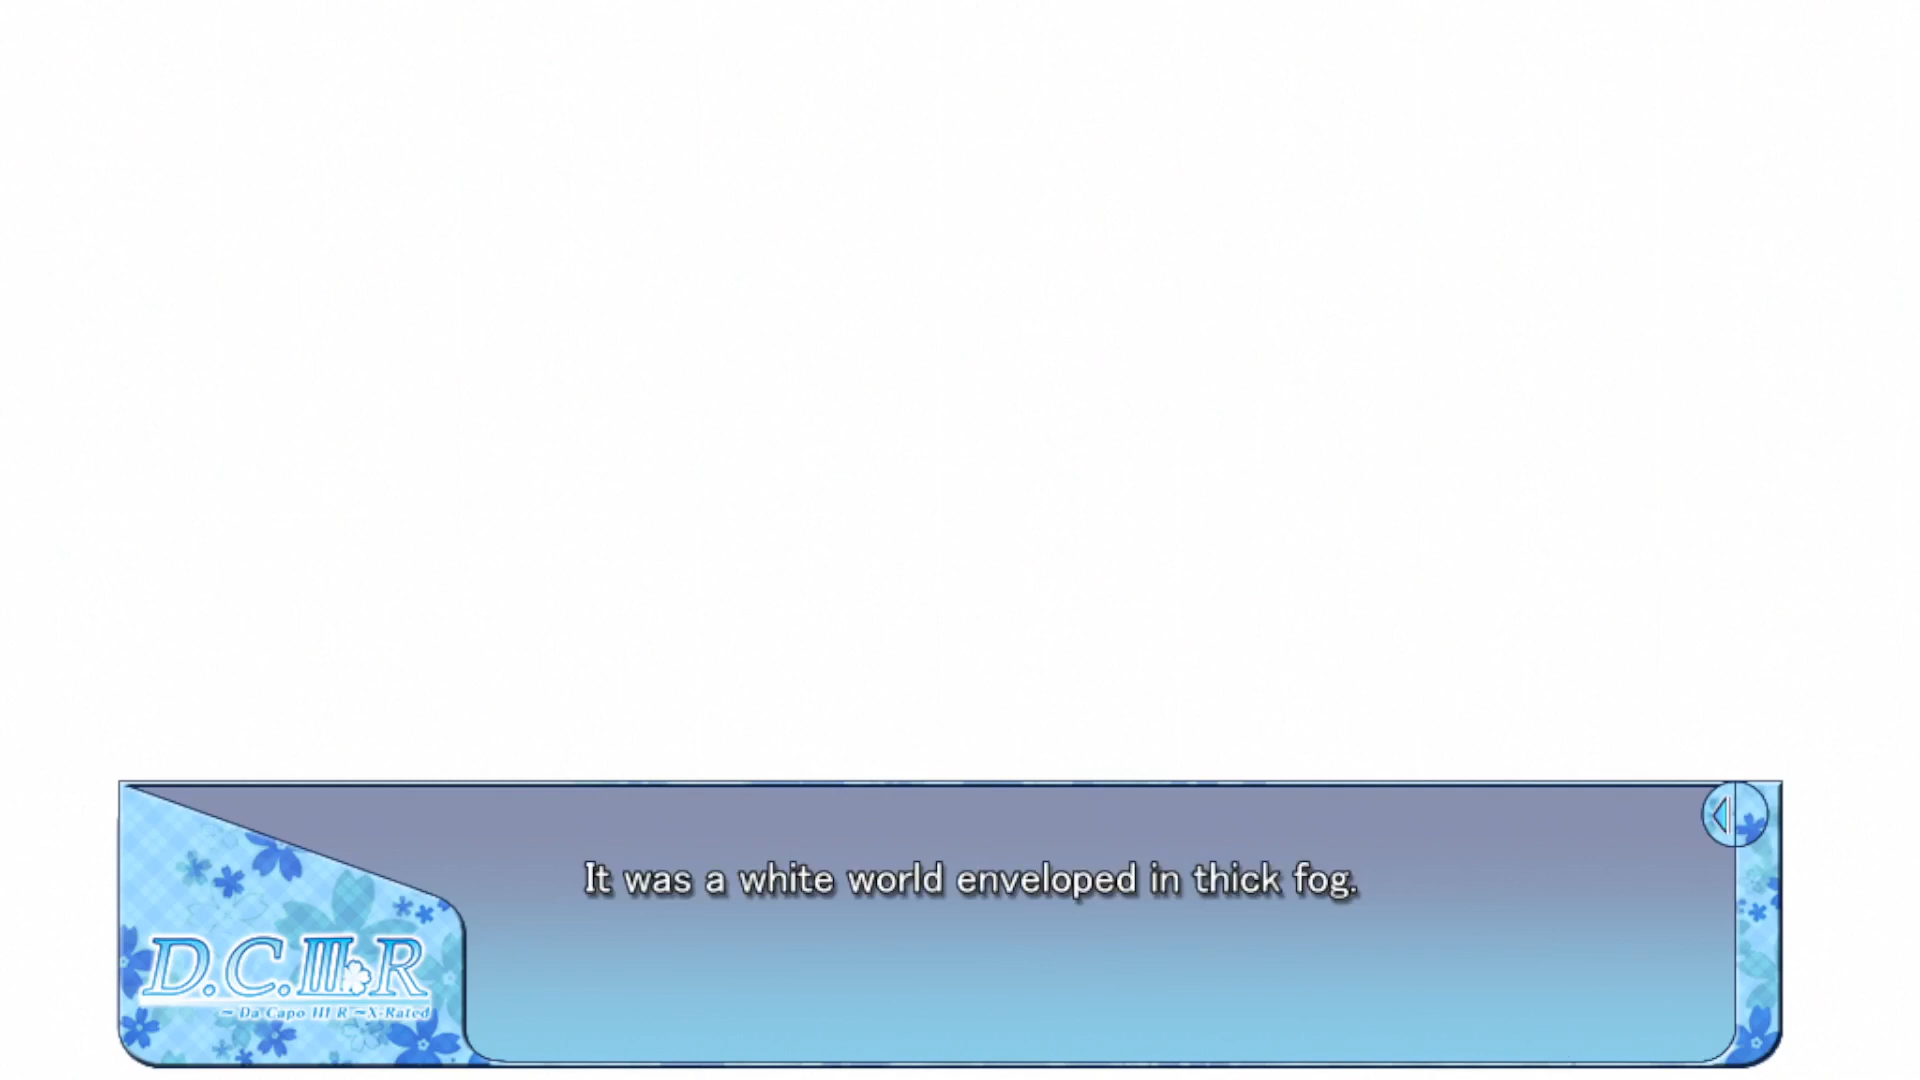 It was a white world enveloped in thick fog.
D.C.III R
~ Da Capo III R ~X-Rated